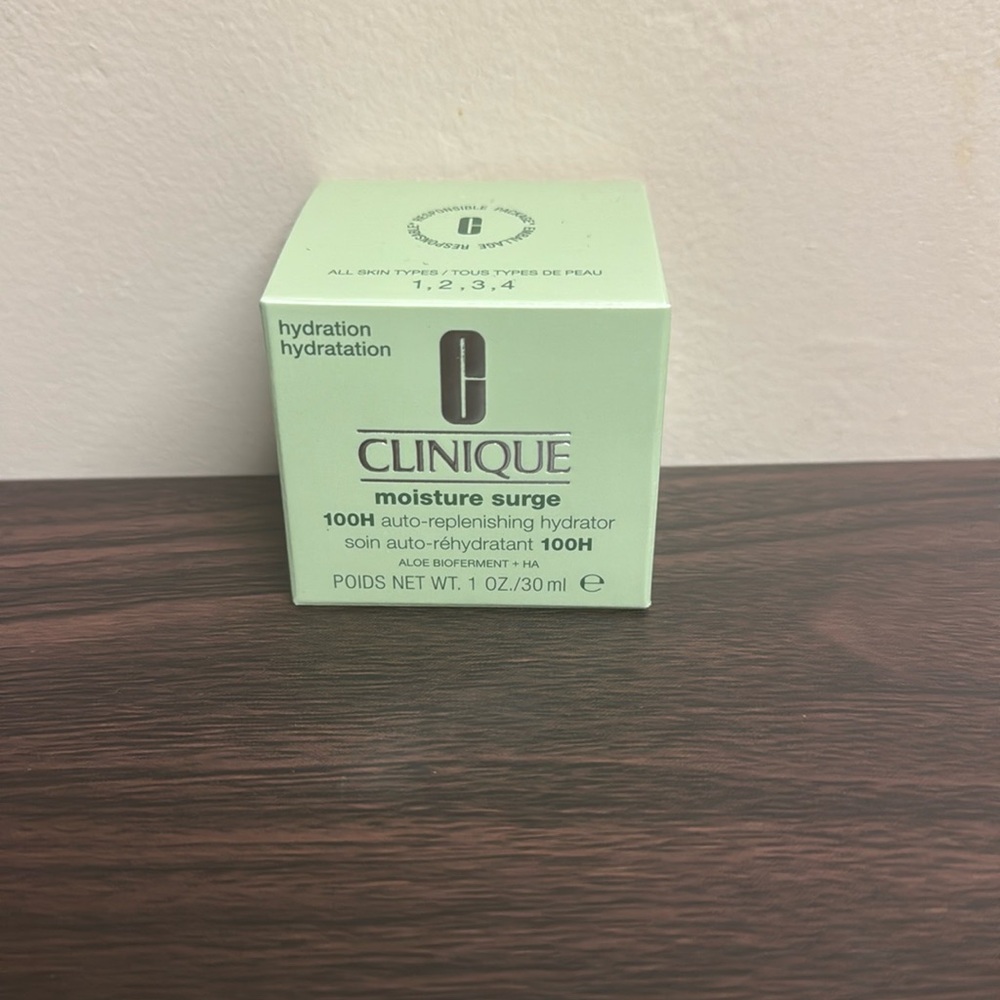 RESPONSIBLE PACKAGE • EMBALLAGE RESPONSABLE •
C
ALL SKIN TYPES / TOUS TYPES DE PEAU
1, 2, 3, 4
hydration
hydratation
C
CLINIQUE
moisture surge
100H auto-replenishing hydrator
soin auto-réhydratant 100H
ALOE BIOFERMENT + HA
POIDS NET WT. 1 OZ./30 ml ℮